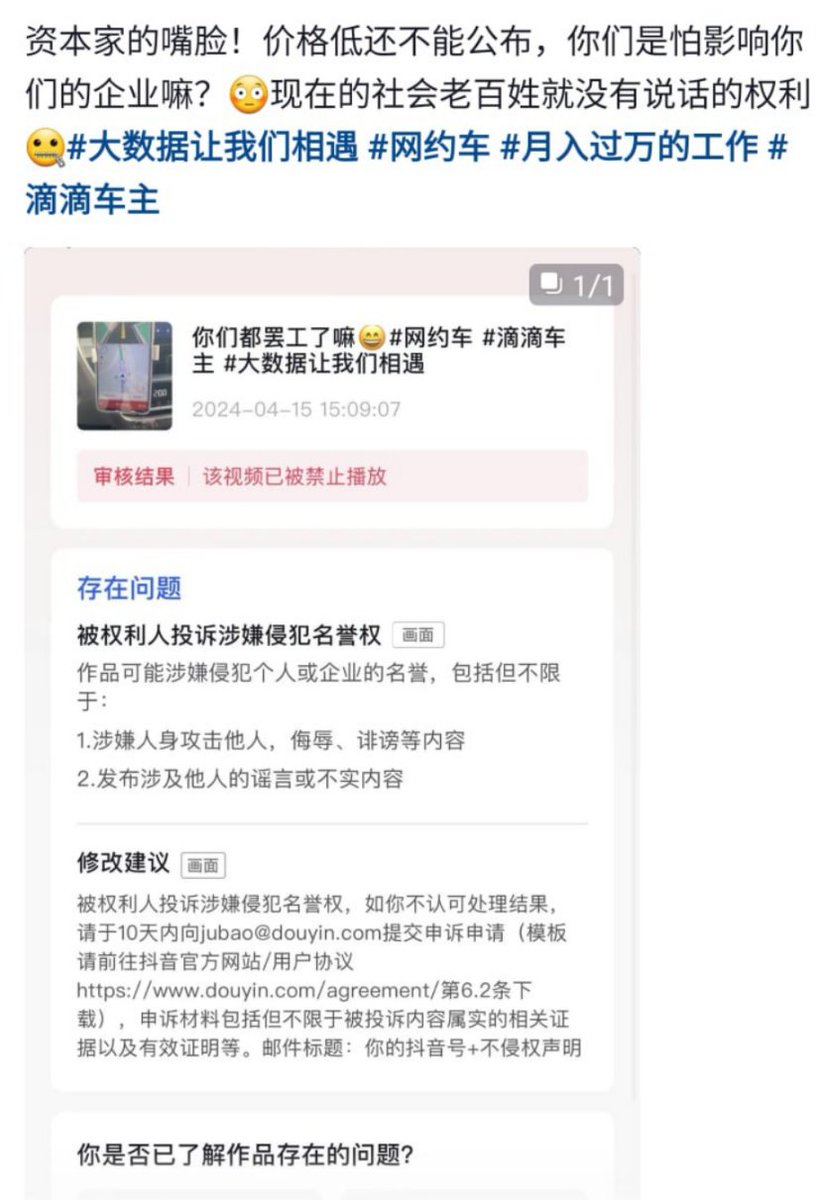 资本家的嘴脸！价格低还不能公布，你们是怕影响你
们的企业嘛？😳现在的社会老百姓就没有说话的权利
🤐#大数据让我们相遇 #网约车 #月入过万的工作 #
滴滴车主
1/1
你们都罢工了嘛😄#网约车 #滴滴车
主 #大数据让我们相遇
2024-04-15 15:09:07
审核结果 | 该视频已被禁止播放
存在问题
被权利人投诉涉嫌侵犯名誉权 画面
作品可能涉嫌侵犯个人或企业的名誉，包括但不限
于：
1.涉嫌人身攻击他人，侮辱、诽谤等内容
2.发布涉及他人的谣言或不实内容
修改建议 画面
被权利人投诉涉嫌侵犯名誉权，如你不认可处理结果，
请于10天内向jubao@douyin.com提交申诉申请（模板
请前往抖音官方网站/用户协议
https://www.douyin.com/agreement/第6.2条下
载），申诉材料包括但不限于被投诉内容属实的相关证
据以及有效证明等。邮件标题：你的抖音号+不侵权声明
你是否已了解作品存在的问题?